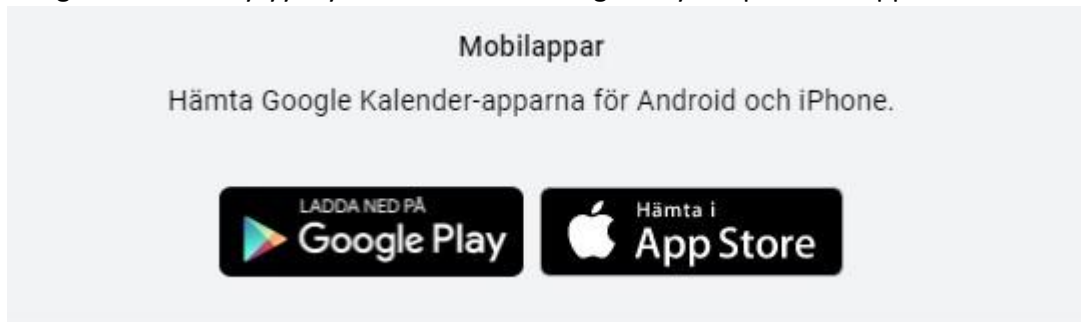 Mobilappar
Hämta Google Kalender-apparna för Android och iPhone.
LADDA NED PÅ
Google Play
Hämta i
App Store